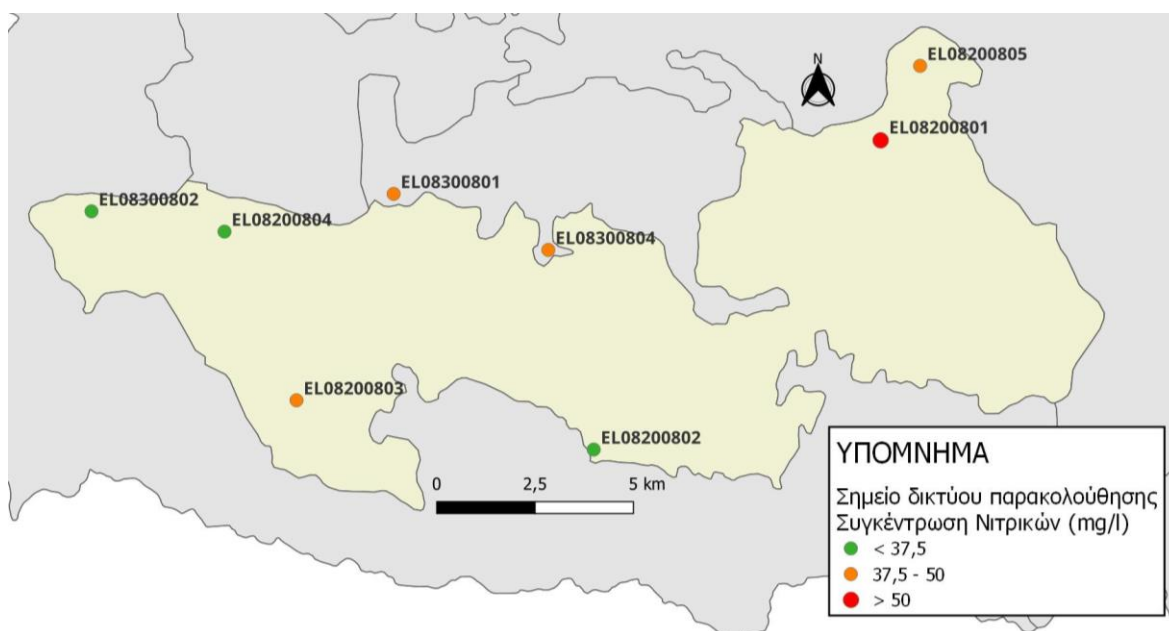 EL08200805
N
EL08200801
EL08300801
EL08300802
EL08200804
EL08300804
EL08200803
EL08200802
0 2,5 5 km
ΥΠΟΜΝΗΜΑ
Σημείο δικτύου παρακολούθησης
Συγκέντρωση Νιτρικών (mg/l)
< 37,5
37,5 - 50
> 50